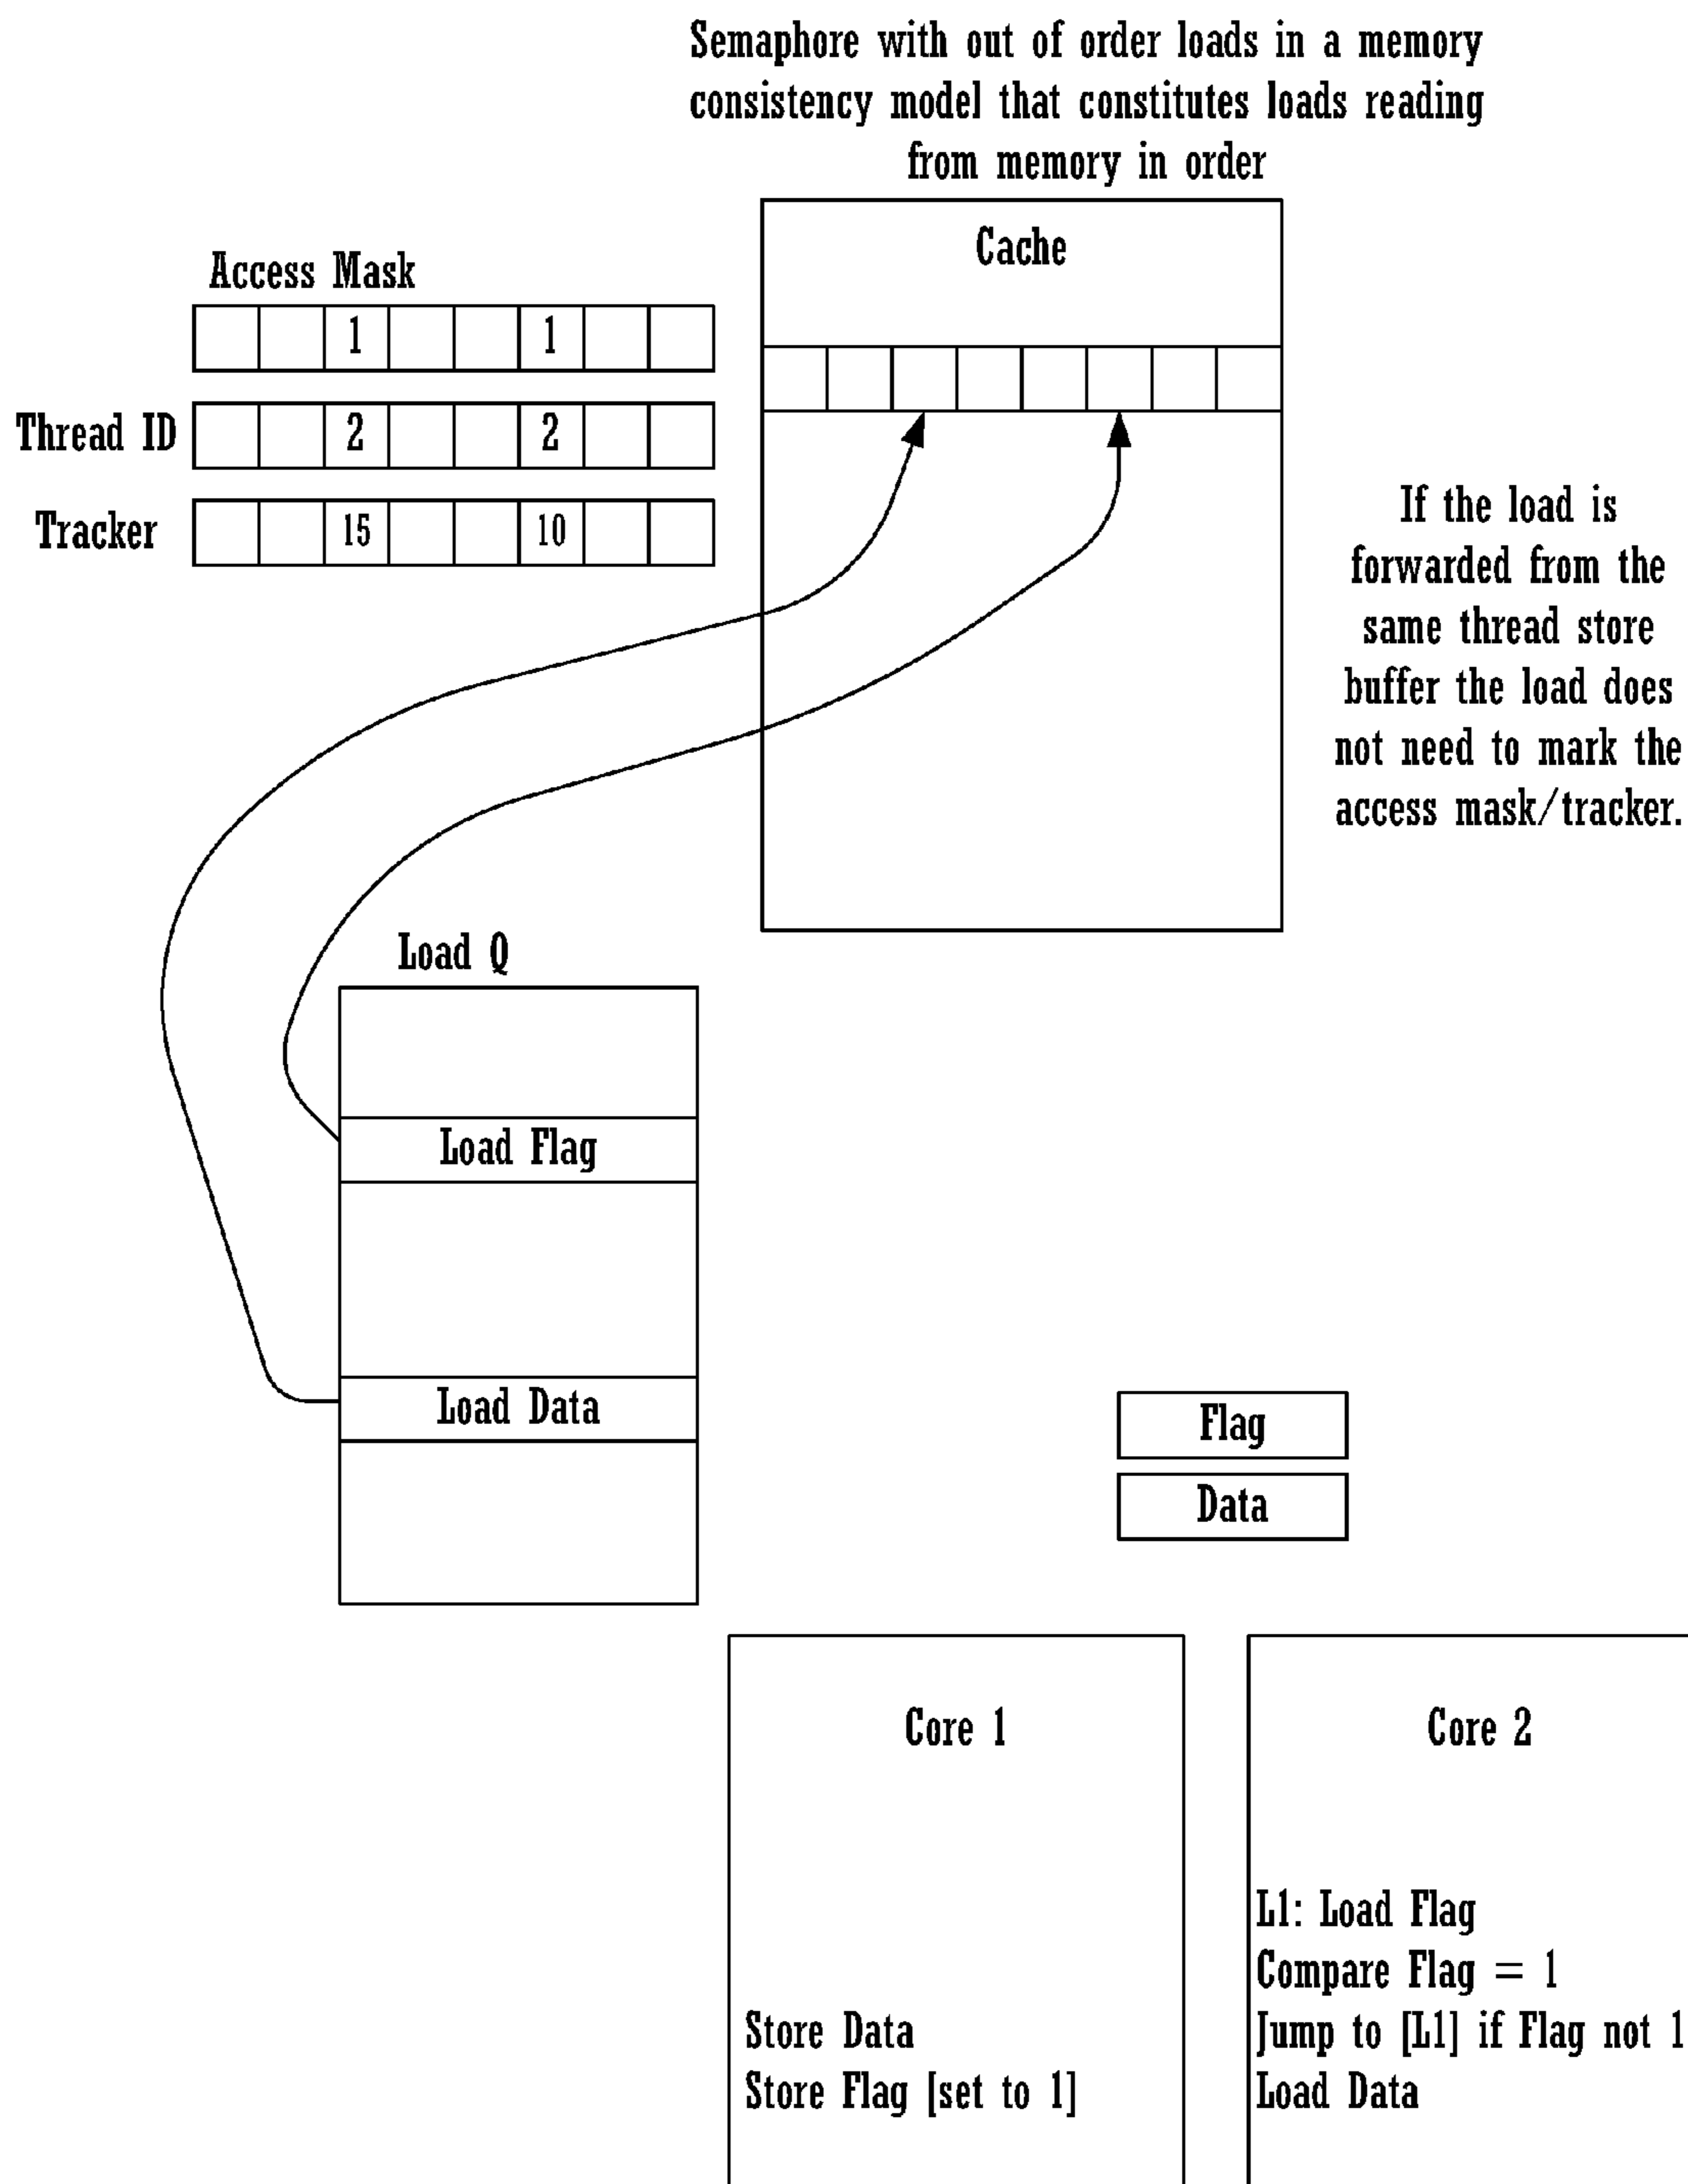 Semaphore with out of order loads in a memory
consistency model that constitutes loads reading
from memory in order
Cache
Access Mask
1 1
Thread ID 2 2
Tracker 15 10
If the load is
forwarded from the
same thread store
buffer the load does
not need to mark the
access mask/tracker.
Load Q
Load Flag
Load Data
Flag
Data
Core 1
Store Data
Store Flag [set to 1]
Core 2
L1: Load Flag
Compare Flag = 1
Jump to [L1] if Flag not 1
Load Data